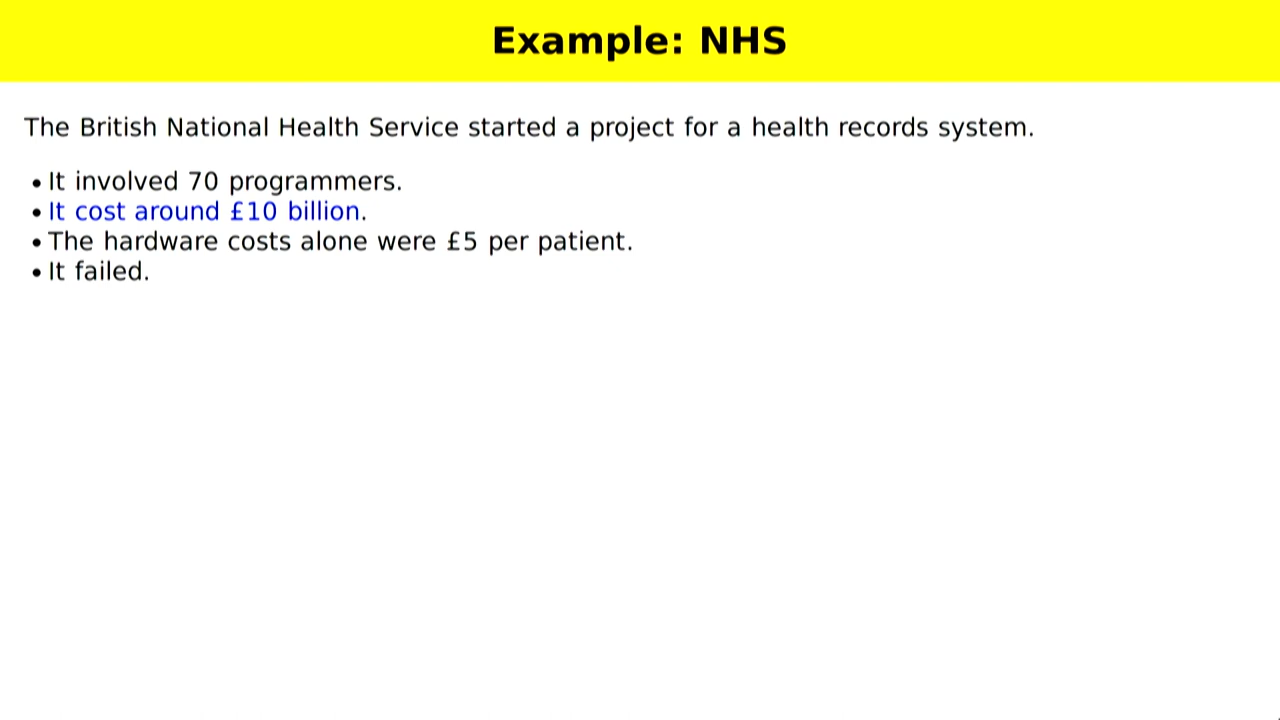 Example: NHS
The British National Health Service started a project for a health records system.
• It involved 70 programmers.
• It cost around £10 billion.
• The hardware costs alone were £5 per patient.
• It failed.